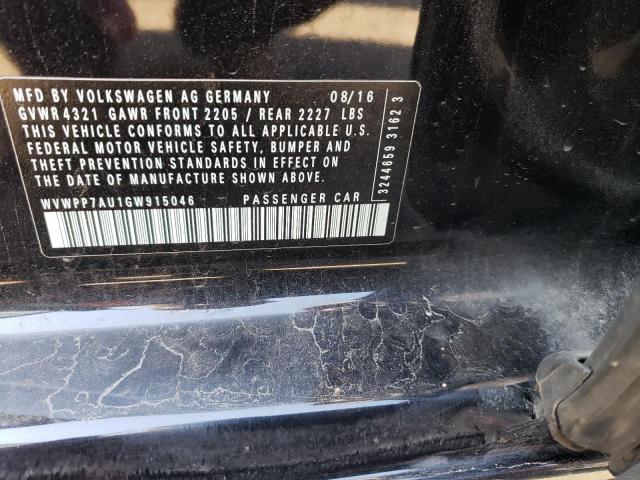 MFD BY VOLKSWAGEN AG GERMANY 08/16
GVWR 4321 GAWR FRONT 2205 / REAR 2227 LBS
THIS VEHICLE CONFORMS TO ALL APPLICABLE U.S.
FEDERAL MOTOR VEHICLE SAFETY, BUMPER AND
THEFT PREVENTION STANDARDS IN EFFECT ON
THE DATE OF MANUFACTURE SHOWN ABOVE.
WVWPP7AU1GW915046 PASSENGER CAR
3244659 3162 3